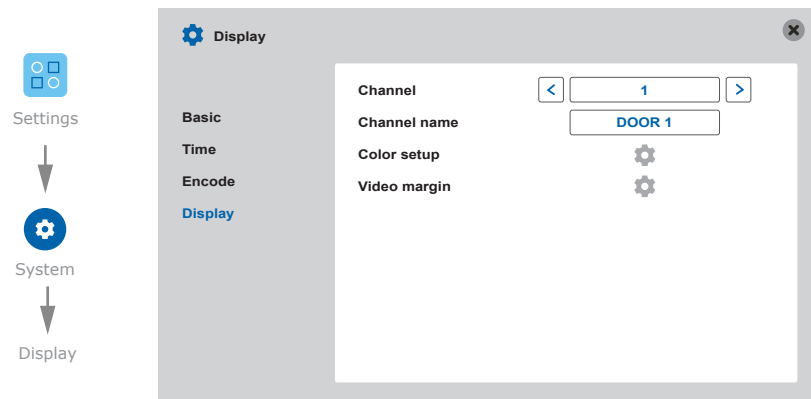 Settings
System
Display
Display
Basic
Time
Encode
Display
Channel < 1 >
Channel name DOOR 1
Color setup
Video margin